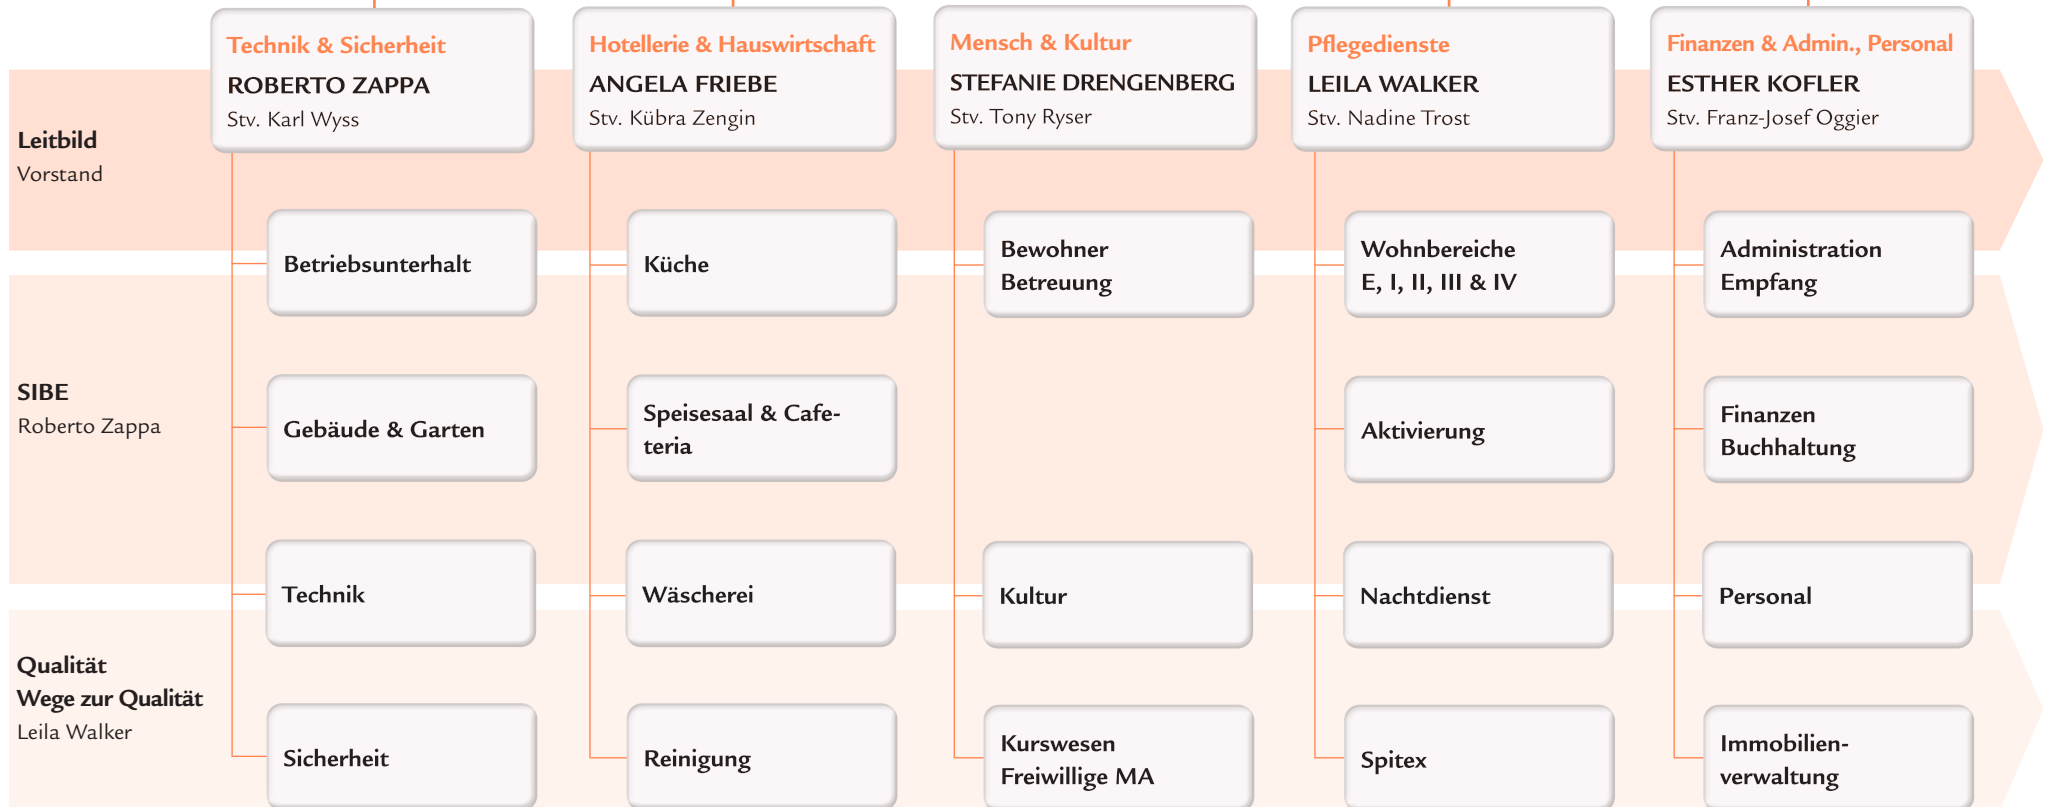 Technik & Sicherheit
ROBERTO ZAPPA
Stv. Karl Wyss
Hotellerie & Hauswirtschaft
ANGELA FRIEBE
Stv. Kübra Zengin
Mensch & Kultur
STEFANIE DRENGENBERG
Stv. Tony Ryser
Pflegedienste
LEILA WALKER
Stv. Nadine Trost
Finanzen & Admin., Personal
ESTHER KOFLER
Stv. Franz-Josef Oggier
Leitbild
Vorstand
Betriebsunterhalt
Küche
Bewohner
Betreuung
Wohnbereiche
E, I, II, III & IV
Administration
Empfang
SIBE
Roberto Zappa
Gebäude & Garten
Speisesaal & Cafe-
teria
Aktivierung
Finanzen
Buchhaltung
Technik
Wäscherei
Kultur
Nachtdienst
Personal
Qualität
Wege zur Qualität
Leila Walker
Sicherheit
Reinigung
Kurswesen
Freiwillige MA
Spitex
Immobilien-
verwaltung